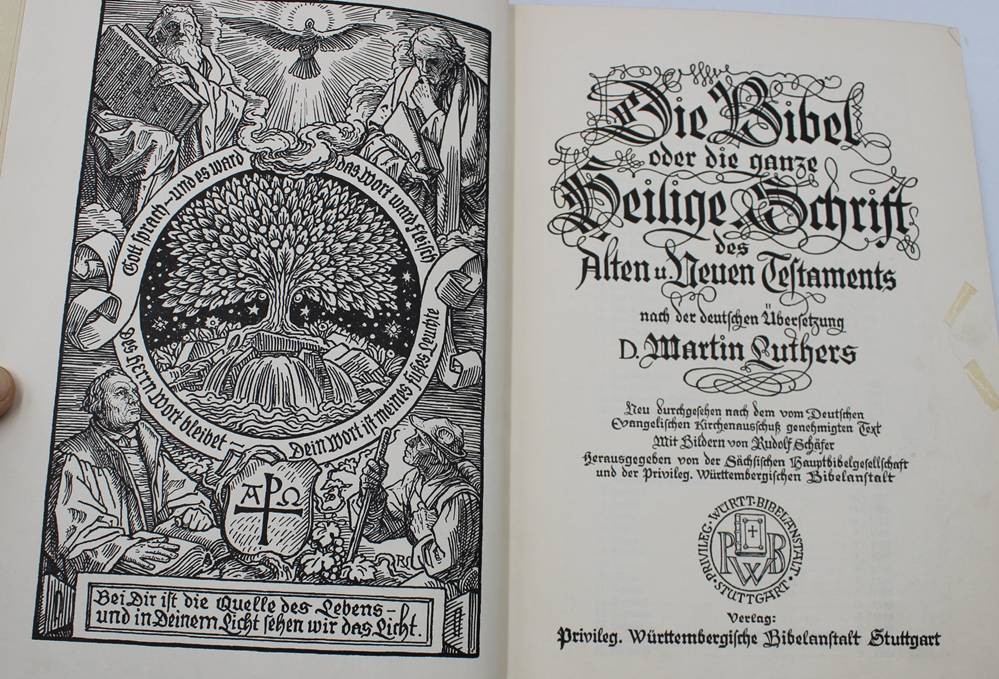 Gott sprach – und es ward
das Wort ward Fleisch
Des Herrn Wort bleibet –
Dein Wort ist meines Fußes Leuchte
Α Ω
RS
Bei Dir ist die Quelle des Lebens –
und in Deinem Licht sehen wir das Licht.
Die Bibel
oder die ganze
Heilige Schrift
des
Alten u. Neuen Testaments
nach der deutschen Übersetzung
D. Martin Luthers
Neu durchgesehen nach dem vom Deutschen
Evangelischen Kirchenausschuß genehmigten Text
Mit Bildern von Rudolf Schäfer
Herausgegeben von der Sächsischen Hauptbibelgesellschaft
und der Privileg. Württembergischen Bibelanstalt
PRIVILEG. WÜRTT. BIBELANSTALT. STUTTGART
RWB
Verlag:
Privileg. Württembergische Bibelanstalt Stuttgart